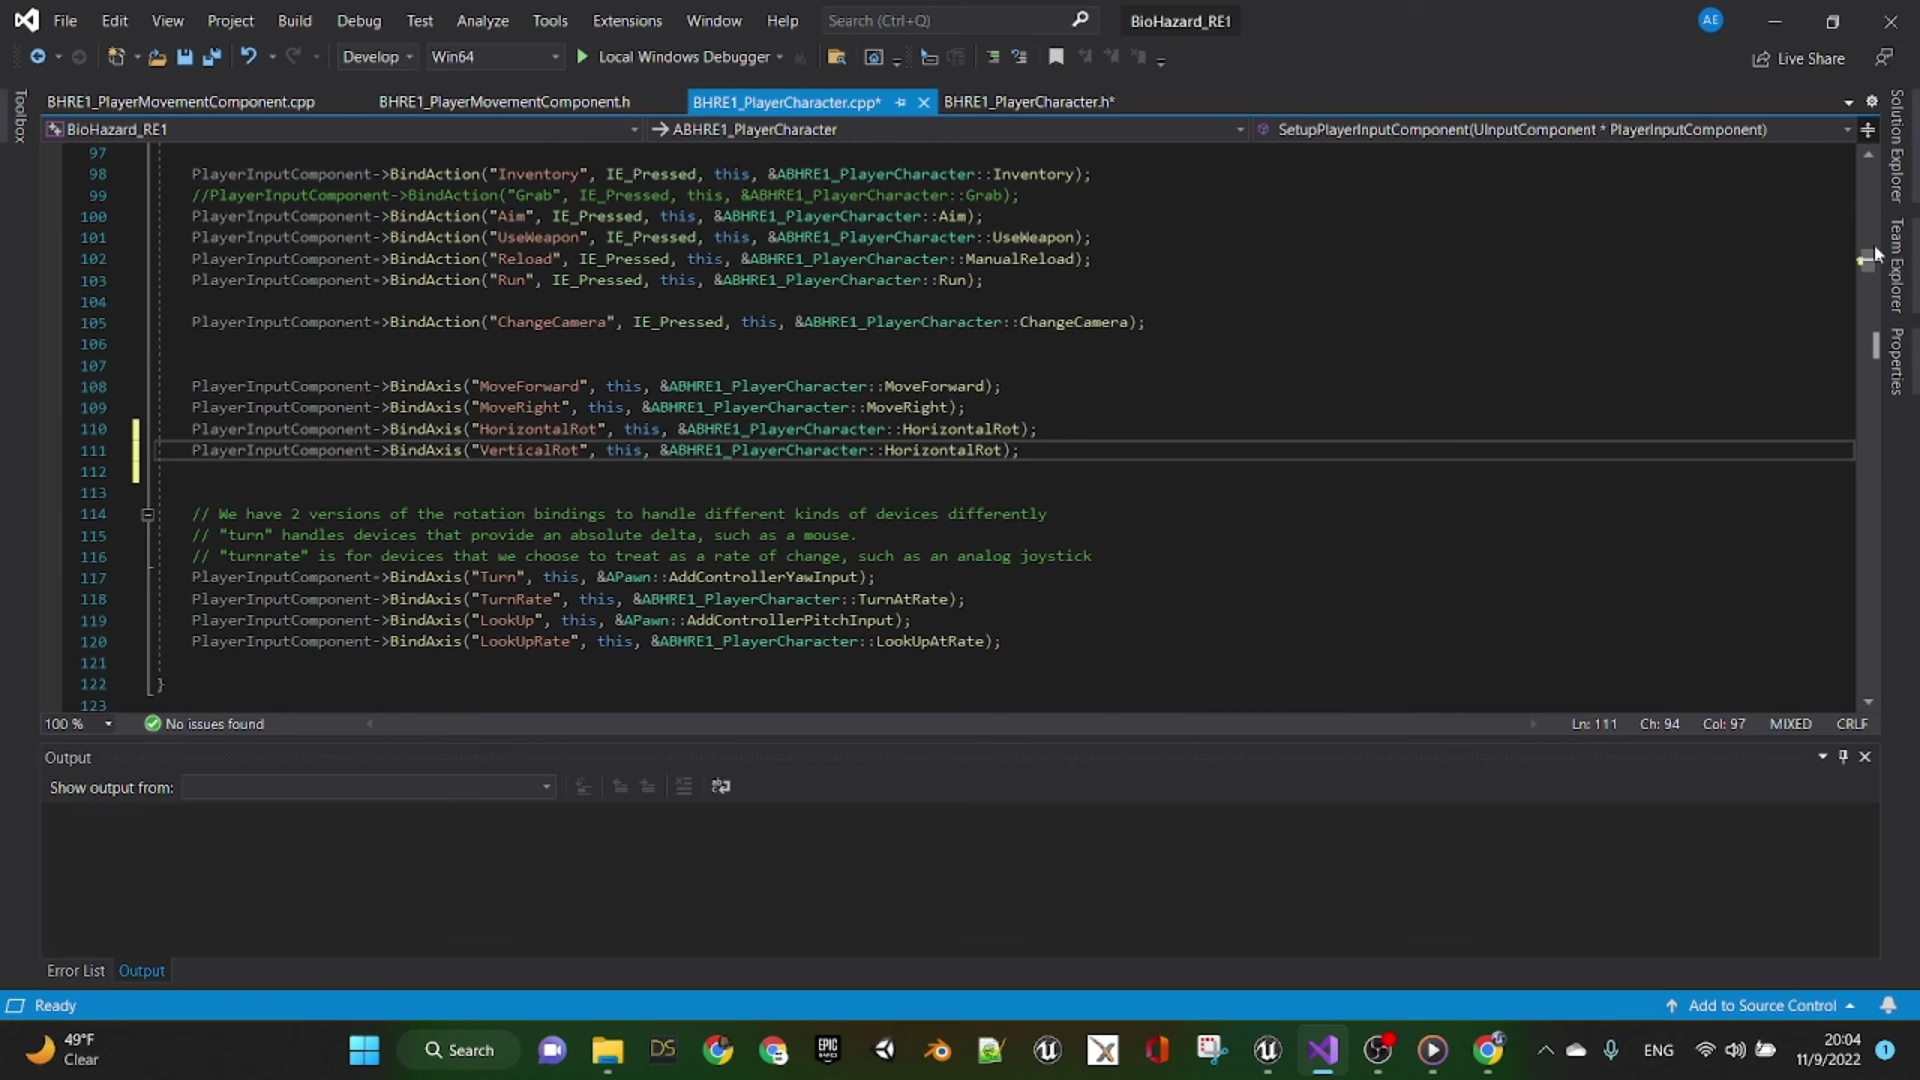 File Edit View Project Build Debug Test Analyze Tools Extensions Window Help Search (Ctrl+Q) BioHazard_RE1 AE
Develop Win64 Local Windows Debugger Live Share
BHRE1_PlayerMovementComponent.cpp BHRE1_PlayerMovementComponent.h BHRE1_PlayerCharacter.cpp* BHRE1_PlayerCharacter.h*
BioHazard_RE1 ABHRE1_PlayerCharacter SetupPlayerInputComponent(UInputComponent * PlayerInputComponent)
Toolbox
Solution Explorer
Team Explorer
Properties
97
98 PlayerInputComponent->BindAction("Inventory", IE_Pressed, this, &ABHRE1_PlayerCharacter::Inventory);
99 //PlayerInputComponent->BindAction("Grab", IE_Pressed, this, &ABHRE1_PlayerCharacter::Grab);
100 PlayerInputComponent->BindAction("Aim", IE_Pressed, this, &ABHRE1_PlayerCharacter::Aim);
101 PlayerInputComponent->BindAction("UseWeapon", IE_Pressed, this, &ABHRE1_PlayerCharacter::UseWeapon);
102 PlayerInputComponent->BindAction("Reload", IE_Pressed, this, &ABHRE1_PlayerCharacter::ManualReload);
103 PlayerInputComponent->BindAction("Run", IE_Pressed, this, &ABHRE1_PlayerCharacter::Run);
104
105 PlayerInputComponent->BindAction("ChangeCamera", IE_Pressed, this, &ABHRE1_PlayerCharacter::ChangeCamera);
106
107
108 PlayerInputComponent->BindAxis("MoveForward", this, &ABHRE1_PlayerCharacter::MoveForward);
109 PlayerInputComponent->BindAxis("MoveRight", this, &ABHRE1_PlayerCharacter::MoveRight);
110 PlayerInputComponent->BindAxis("HorizontalRot", this, &ABHRE1_PlayerCharacter::HorizontalRot);
111 PlayerInputComponent->BindAxis("VerticalRot", this, &ABHRE1_PlayerCharacter::HorizontalRot);
112
113
114 // We have 2 versions of the rotation bindings to handle different kinds of devices differently
115 // "turn" handles devices that provide an absolute delta, such as a mouse.
116 // "turnrate" is for devices that we choose to treat as a rate of change, such as an analog joystick
117 PlayerInputComponent->BindAxis("Turn", this, &APawn::AddControllerYawInput);
118 PlayerInputComponent->BindAxis("TurnRate", this, &ABHRE1_PlayerCharacter::TurnAtRate);
119 PlayerInputComponent->BindAxis("LookUp", this, &APawn::AddControllerPitchInput);
120 PlayerInputComponent->BindAxis("LookUpRate", this, &ABHRE1_PlayerCharacter::LookUpAtRate);
121
122 }
123
100 % No issues found Ln: 111 Ch: 94 Col: 97 MIXED CRLF
Output
Show output from:
Error List Output
Ready Add to Source Control
49°F
Clear
Search
DS
EPIC
GAMES
ENG
20:04
11/9/2022
1